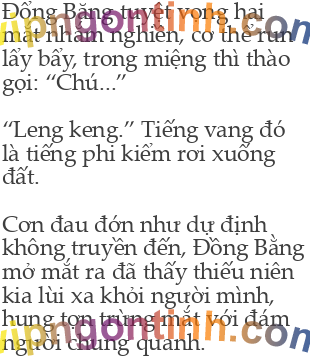 Đồng Bằng tuyệt vọng hai
mắt nhắm nghiền, cơ thể run
lẩy bẩy, trong miệng thì thào
gọi: “Chú...”
“Leng keng.” Tiếng vang đó
là tiếng phi kiếm rơi xuống
đất.
Cơn đau đớn như dự định
không truyền đến, Đồng Bằng
mở mắt ra đã thấy thiếu niên
kia lùi xa khỏi người mình,
hung tợn trừng mắt với đám
người chung quanh.